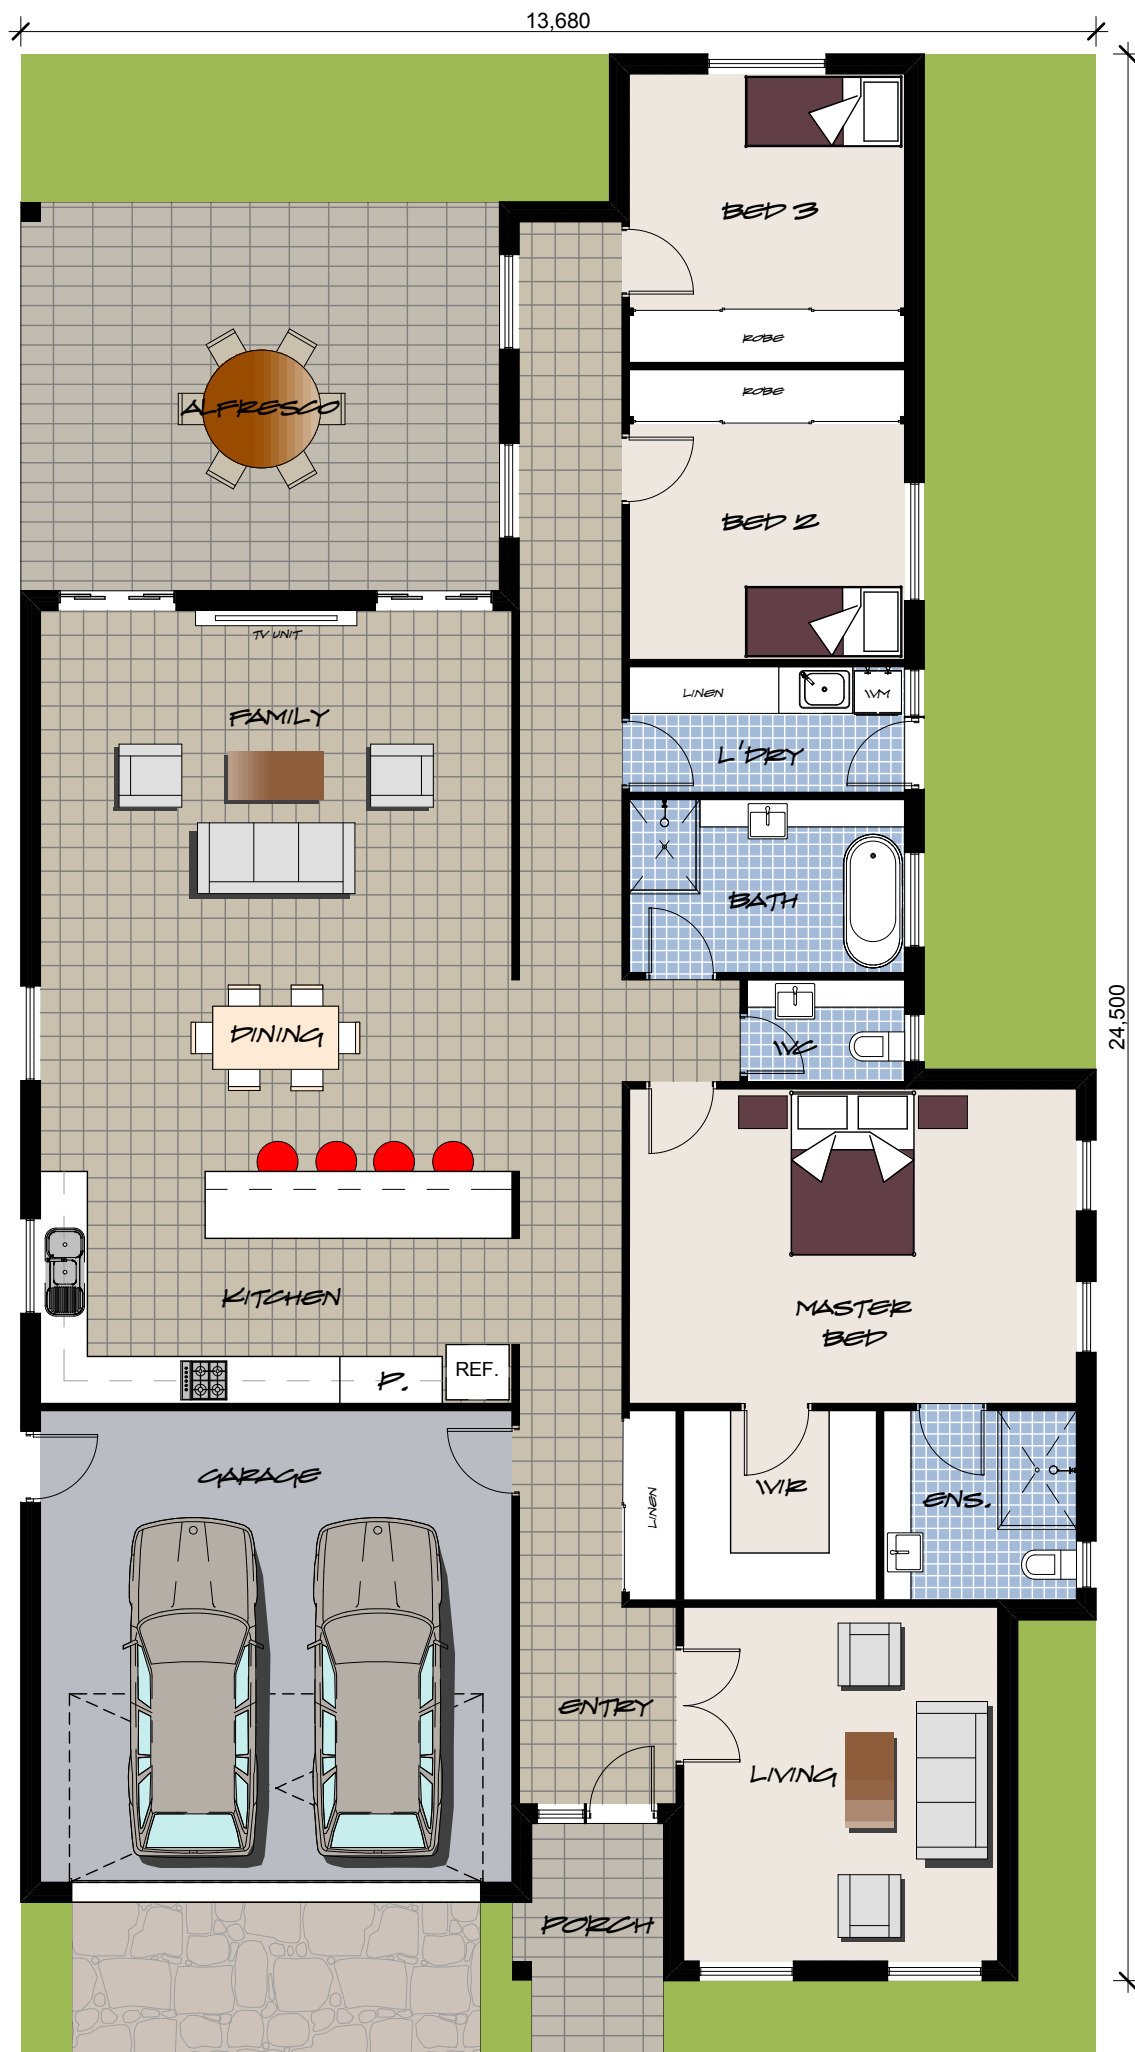 13,680
BED 3
ROBE
ROBE
ALFRESCO
BED 2
TV UNIT
LINEN
WM
FAMILY
L'DRY
BATH
24,500
DINING
WC
KITCHEN
MASTER
BED
REF.
P.
GARAGE
WIR
ENS.
LINEN
ENTRY
LIVING
PORCH